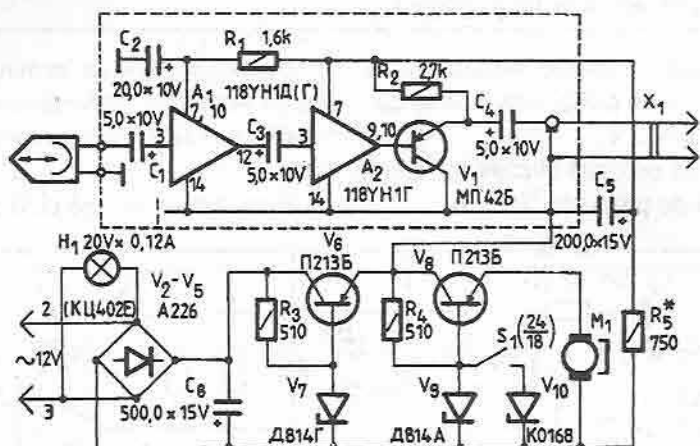 C₂
R₁ 1,6k
20,0×10V
A₁
7 10
118УН1Д(Г)
R₂ 2,7k
5,0×10V
3
C₁
14
12
C₃
5,0×10V
3
7
14
9,10
A₂
118УН1Г
V₁
МП42Б
C₄
5,0×10V
X₁
C₅
200,0×15V
H₁ 20V× 0,12A
V₂-V₅
(КЦ402Е) А226
2
~12V
3
C₆
500,0×15V
V₆
П213Б
R₃
510
V₇
Д814Г
V₈
П213Б
R₄
510
S₁(24/18)
V₉
Д814А
V₁₀
КО168
M₁
R₅*
750